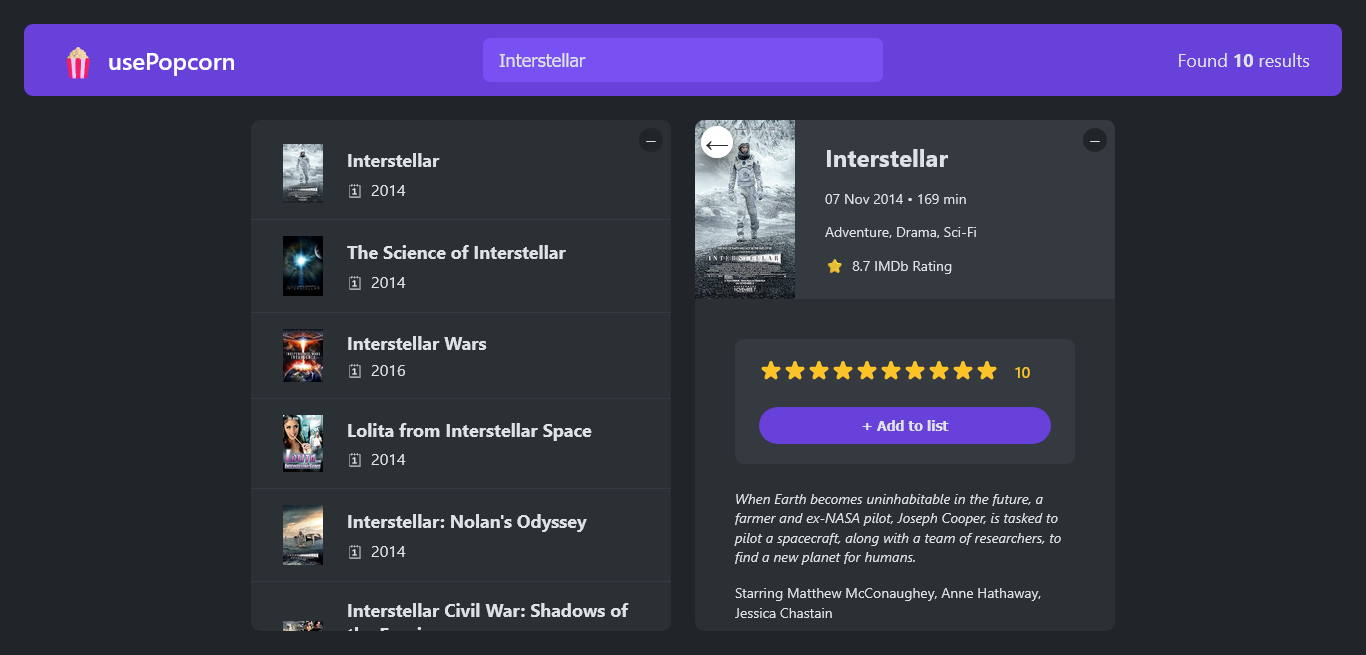 usePopcorn
Interstellar
Found 10 results
Interstellar
2014
The Science of Interstellar
2014
Interstellar Wars
2016
Lolita from Interstellar Space
2014
Interstellar: Nolan's Odyssey
2014
Interstellar Civil War: Shadows of
INTERSTELLAR
Interstellar
07 Nov 2014 • 169 min
Adventure, Drama, Sci-Fi
8.7 IMDb Rating
10
+ Add to list
When Earth becomes uninhabitable in the future, a
farmer and ex-NASA pilot, Joseph Cooper, is tasked to
pilot a spacecraft, along with a team of researchers, to
find a new planet for humans.
Starring Matthew McConaughey, Anne Hathaway,
Jessica Chastain